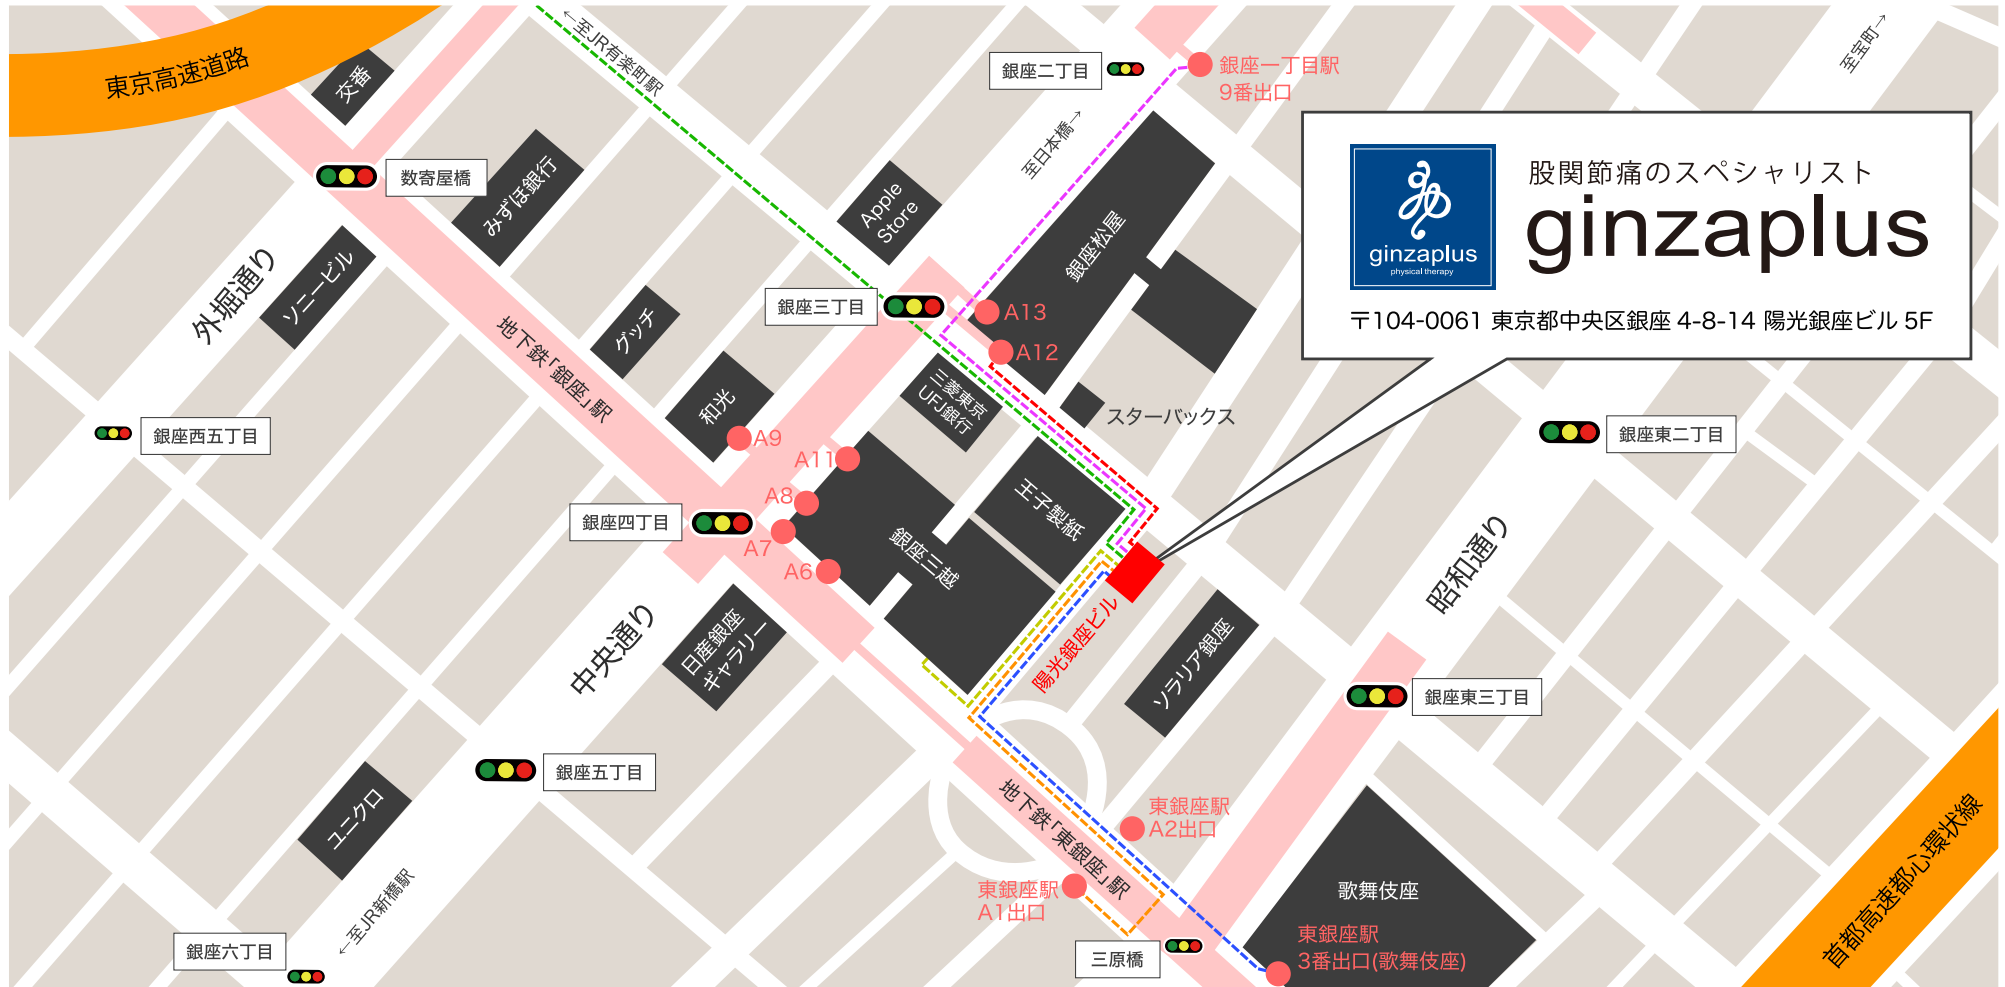 東京高速道路
交番
←至JR有楽町駅
銀座二丁目
銀座一丁目駅
9番出口
至宝町→
至日本橋→
数寄屋橋
みずほ銀行
Apple
Store
銀座松屋
ginzaplus
physical therapy
股関節痛のスペシャリスト
ginzaplus
〒104-0061 東京都中央区銀座 4-8-14 陽光銀座ビル 5F
外堀通り
ソニービル
銀座三丁目
A13
A12
地下鉄「銀座」駅
グッチ
和光
三菱東京
UFJ銀行
スターバックス
銀座西五丁目
A9
A11
銀座東二丁目
A8
王子製紙
銀座四丁目
A7
A6
銀座三越
昭和通り
中央通り
日産銀座
ギャラリー
陽光銀座ビル
ソラリア銀座
銀座東三丁目
銀座五丁目
ユニクロ
地下鉄「東銀座」駅
東銀座駅
A2出口
東銀座駅
A1出口
歌舞伎座
首都高速都心環状線
←至JR新橋駅
銀座六丁目
三原橋
東銀座駅
3番出口(歌舞伎座)